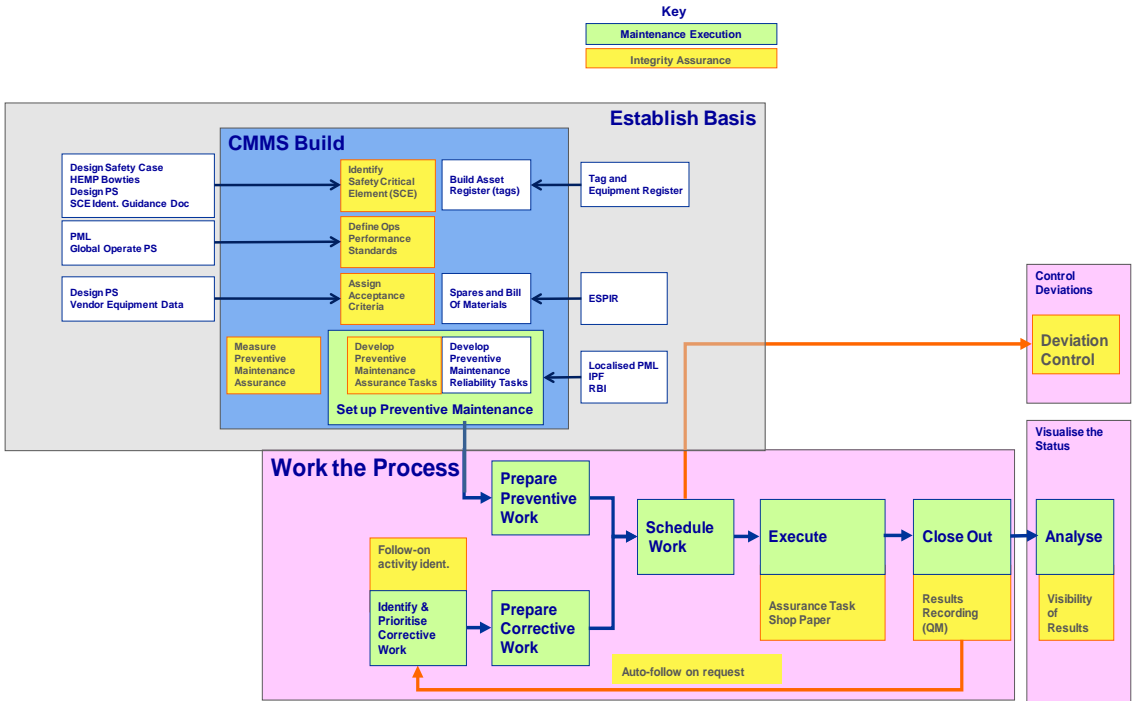 Key
Maintenance Execution
Integrity Assurance
Establish Basis
CMMS Build
Design Safety Case
HEMP Bowties
Design PS
SCE Ident. Guidance Doc
Identify
Safety Critical
Element (SCE)
Build Asset
Register (tags)
Tag and
Equipment Register
PML
Global Operate PS
Define Ops
Performance
Standards
Design PS
Vendor Equipment Data
Assign
Acceptance
Criteria
Spares and Bill
Of Materials
ESPIR
Measure
Preventive
Maintenance
Assurance
Develop
Preventive
Maintenance
Assurance Tasks
Develop
Preventive
Maintenance
Reliability Tasks
Localised PML
IPF
RBI
Set up Preventive Maintenance
Control
Deviations
Deviation
Control
Visualise the
Status
Work the Process
Prepare
Preventive
Work
Schedule
Work
Execute
Close Out
Analyse
Follow-on
activity ident.
Identify &
Prioritise
Corrective
Work
Prepare
Corrective
Work
Assurance Task
Shop Paper
Results
Recording
(QM)
Visibility
of
Results
Auto-follow on request